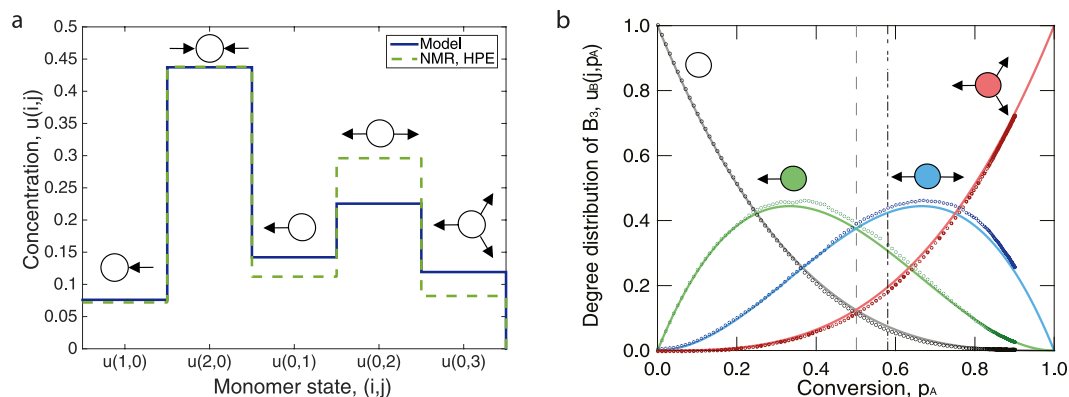 a
0.5
0.45
0.4
0.35
0.3
0.25
0.2
0.15
0.1
0.05
0
Concentration, u(i,j)
Model
NMR, HPE
u(1,0) u(2,0) u(0,1) u(0,2) u(0,3)
Monomer state, (i,j)
b
1.0
0.8
0.6
0.4
0.2
0.0
Degree distribution of B3, uB(j,pA)
0.0 0.2 0.4 0.6 0.8 1.0
Conversion, pA